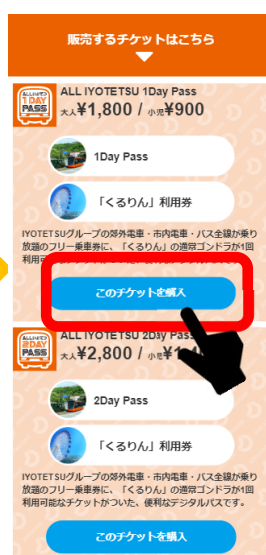 販売するチケットはこちら
ALL IYOTETSU
1 DAY
PASS
ALL IYOTETSU 1Day Pass
大人¥1,800 / 小児¥900
1Day Pass
「くるりん」利用券
IYOTETSUグループの郊外電車・市内電車・バス全線が乗り
放題のフリー乗車券に、「くるりん」の通常ゴンドラが1回
利用可
このチケットを購入
2DAY
PASS
ALL IYOTETSU 2Day Pass
大人¥2,800 / 小児¥1
2Day Pass
「くるりん」利用券
IYOTETSUグループの郊外電車・市内電車・バス全線が乗り
放題のフリー乗車券に、「くるりん」の通常ゴンドラが1回
利用可能なチケットがついた、便利なデジタルパスです。
このチケットを購入